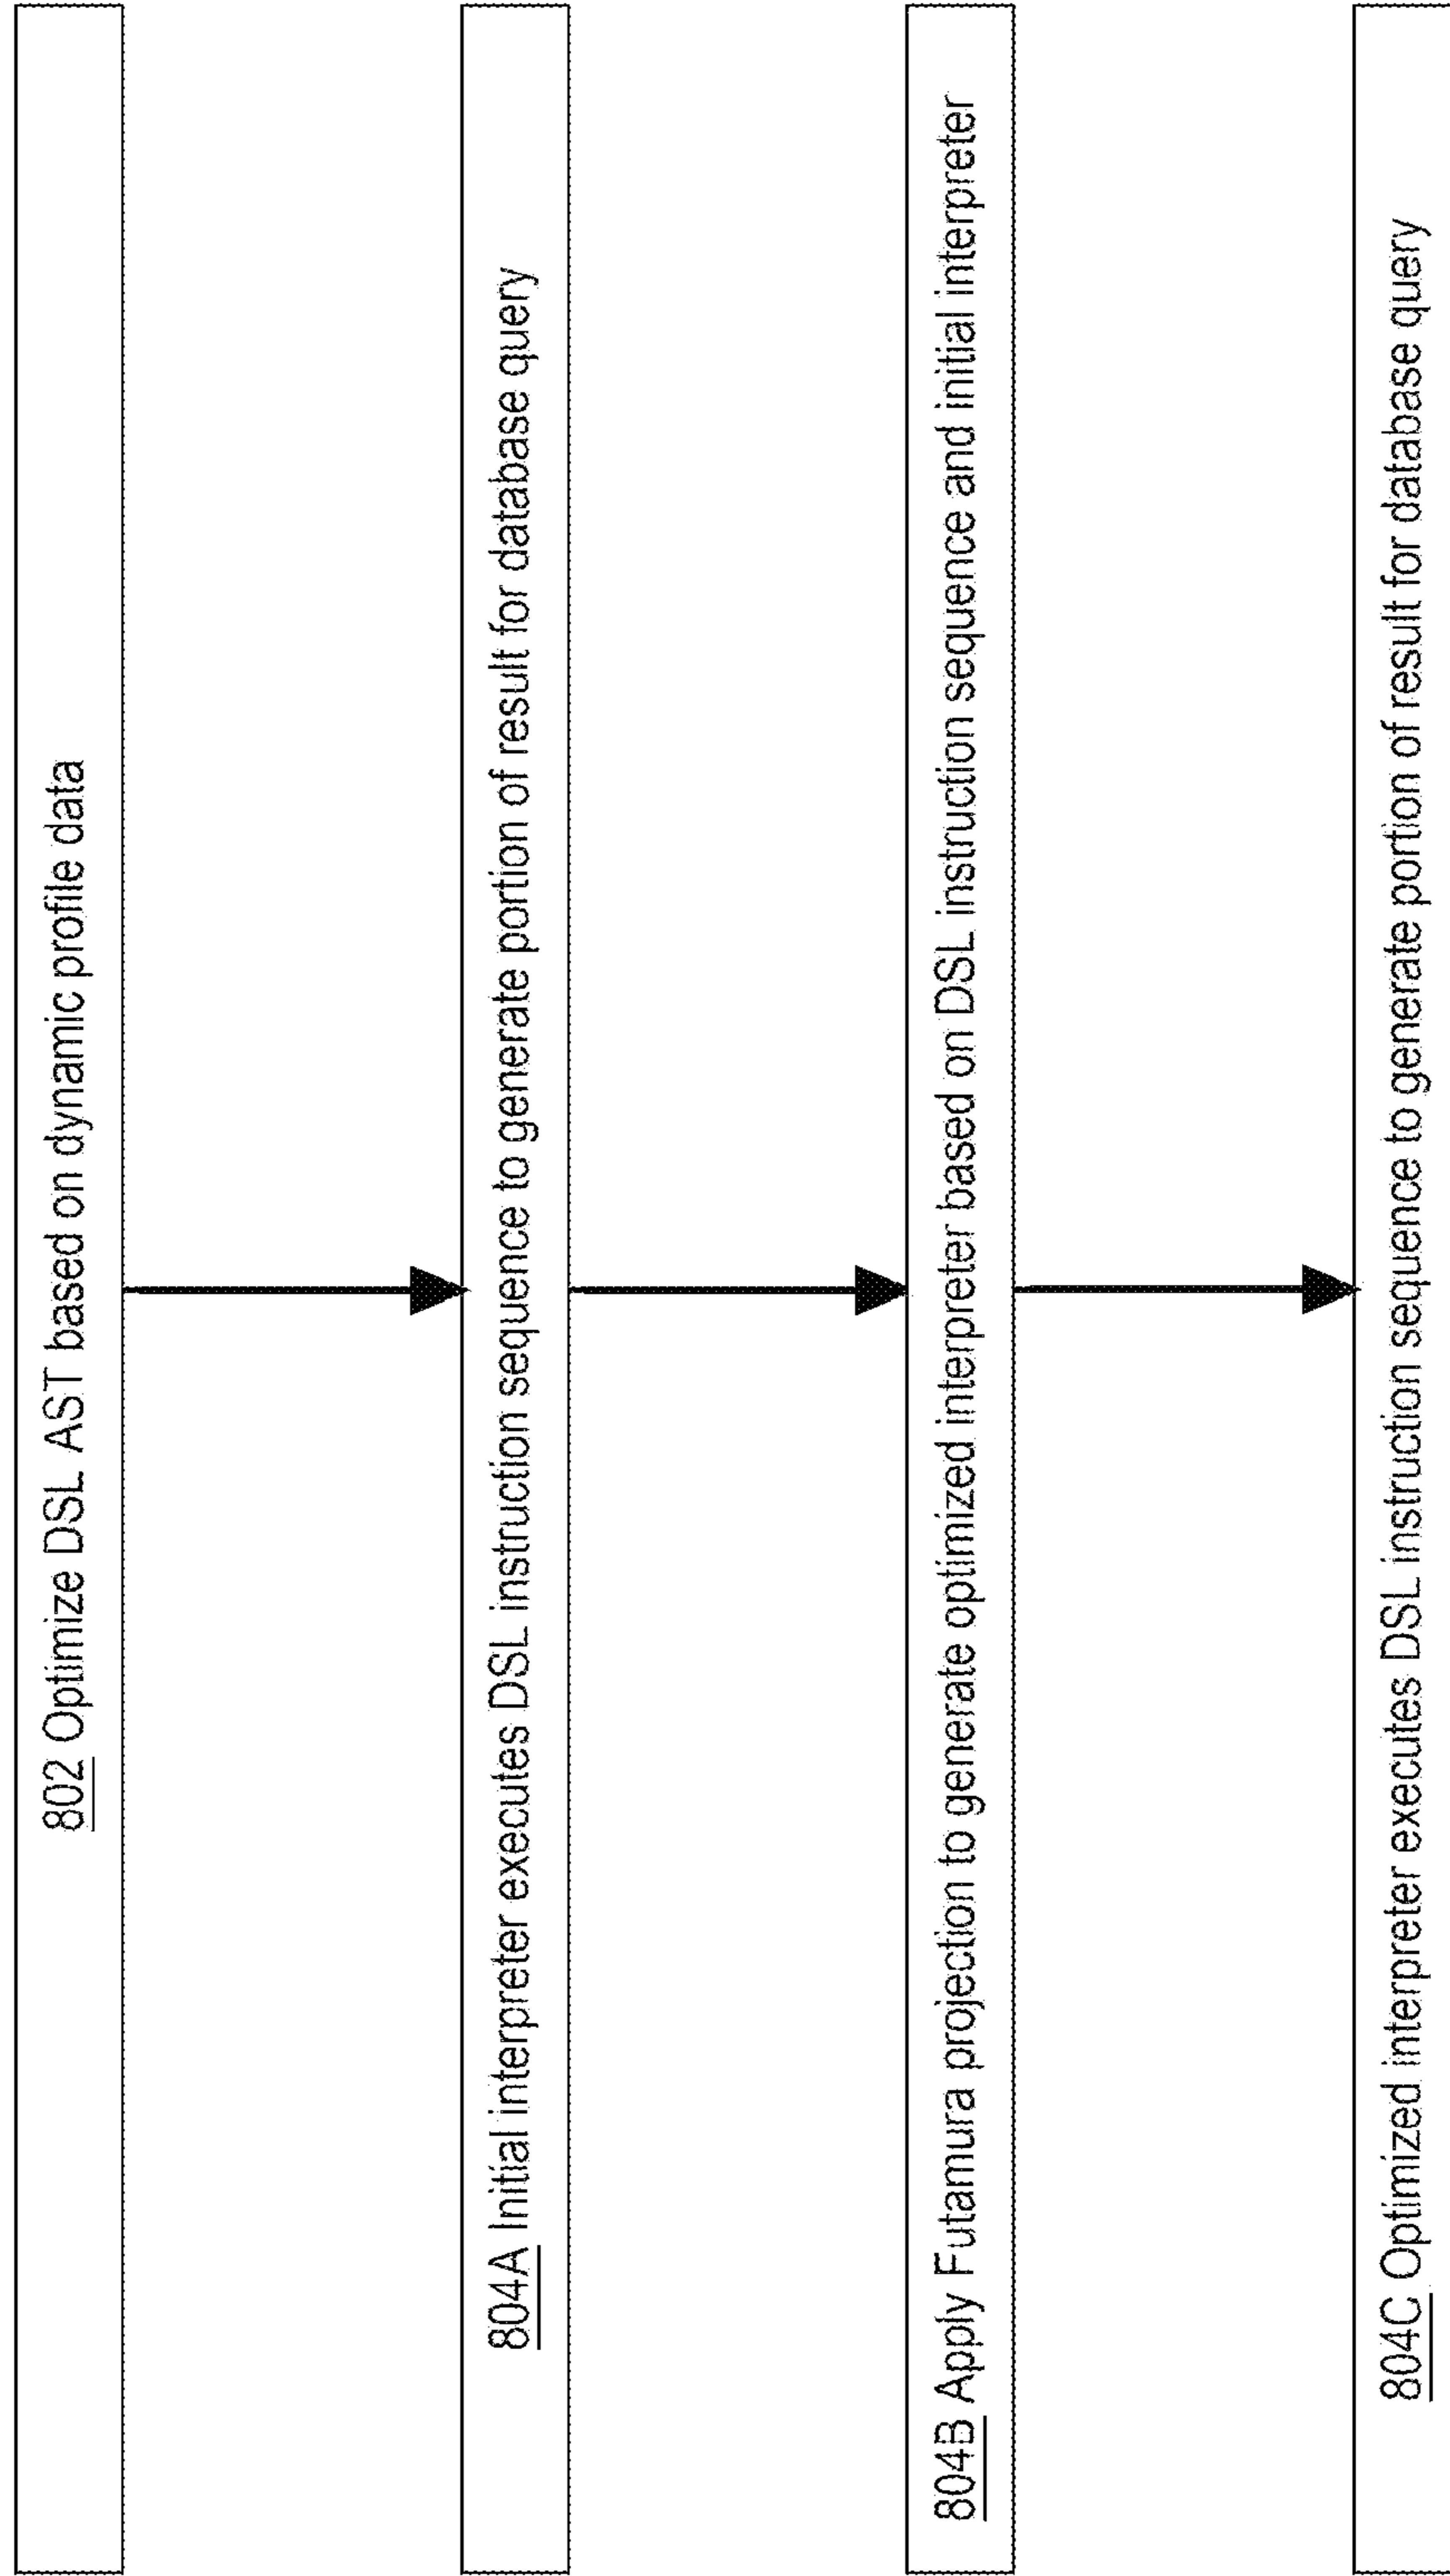 802 Optimize DSL AST based on dynamic profile data
804A Initial interpreter executes DSL instruction sequence to generate portion of result for database query
804B Apply Futamura projection to generate optimized interpreter based on DSL instruction sequence and initial interpreter
804C Optimized interpreter executes DSL instruction sequence to generate portion of result for database query